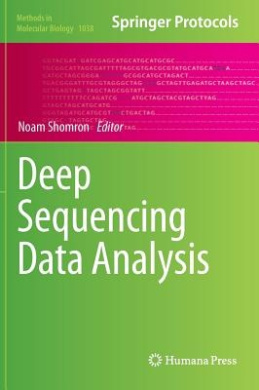 Methods in
Molecular Biology 1038
Springer Protocols
Noam Shomron Editor
Deep
Sequencing
Data Analysis
Humana Press